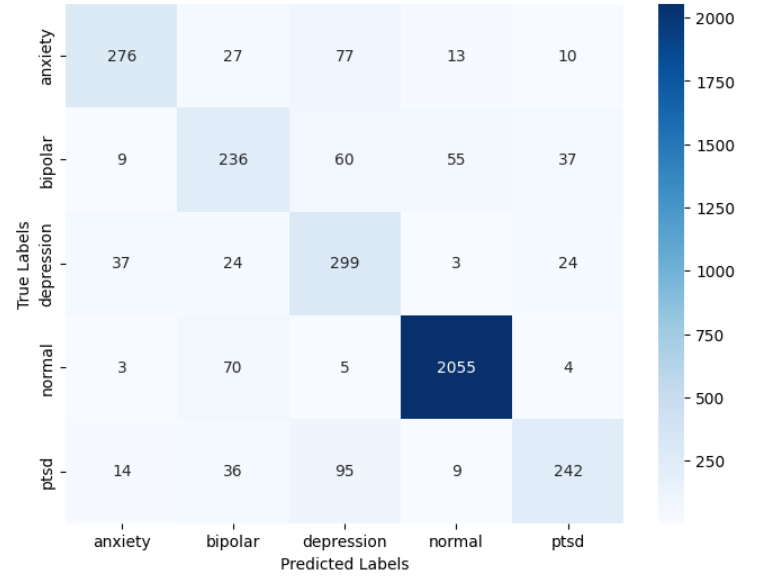 anxiety 276 27 77 13 10
bipolar 9 236 60 55 37
depression 37 24 299 3 24
normal 3 70 5 2055 4
ptsd 14 36 95 9 242
True Labels
anxiety bipolar depression normal ptsd
Predicted Labels
2000
1750
1500
1250
1000
750
500
250